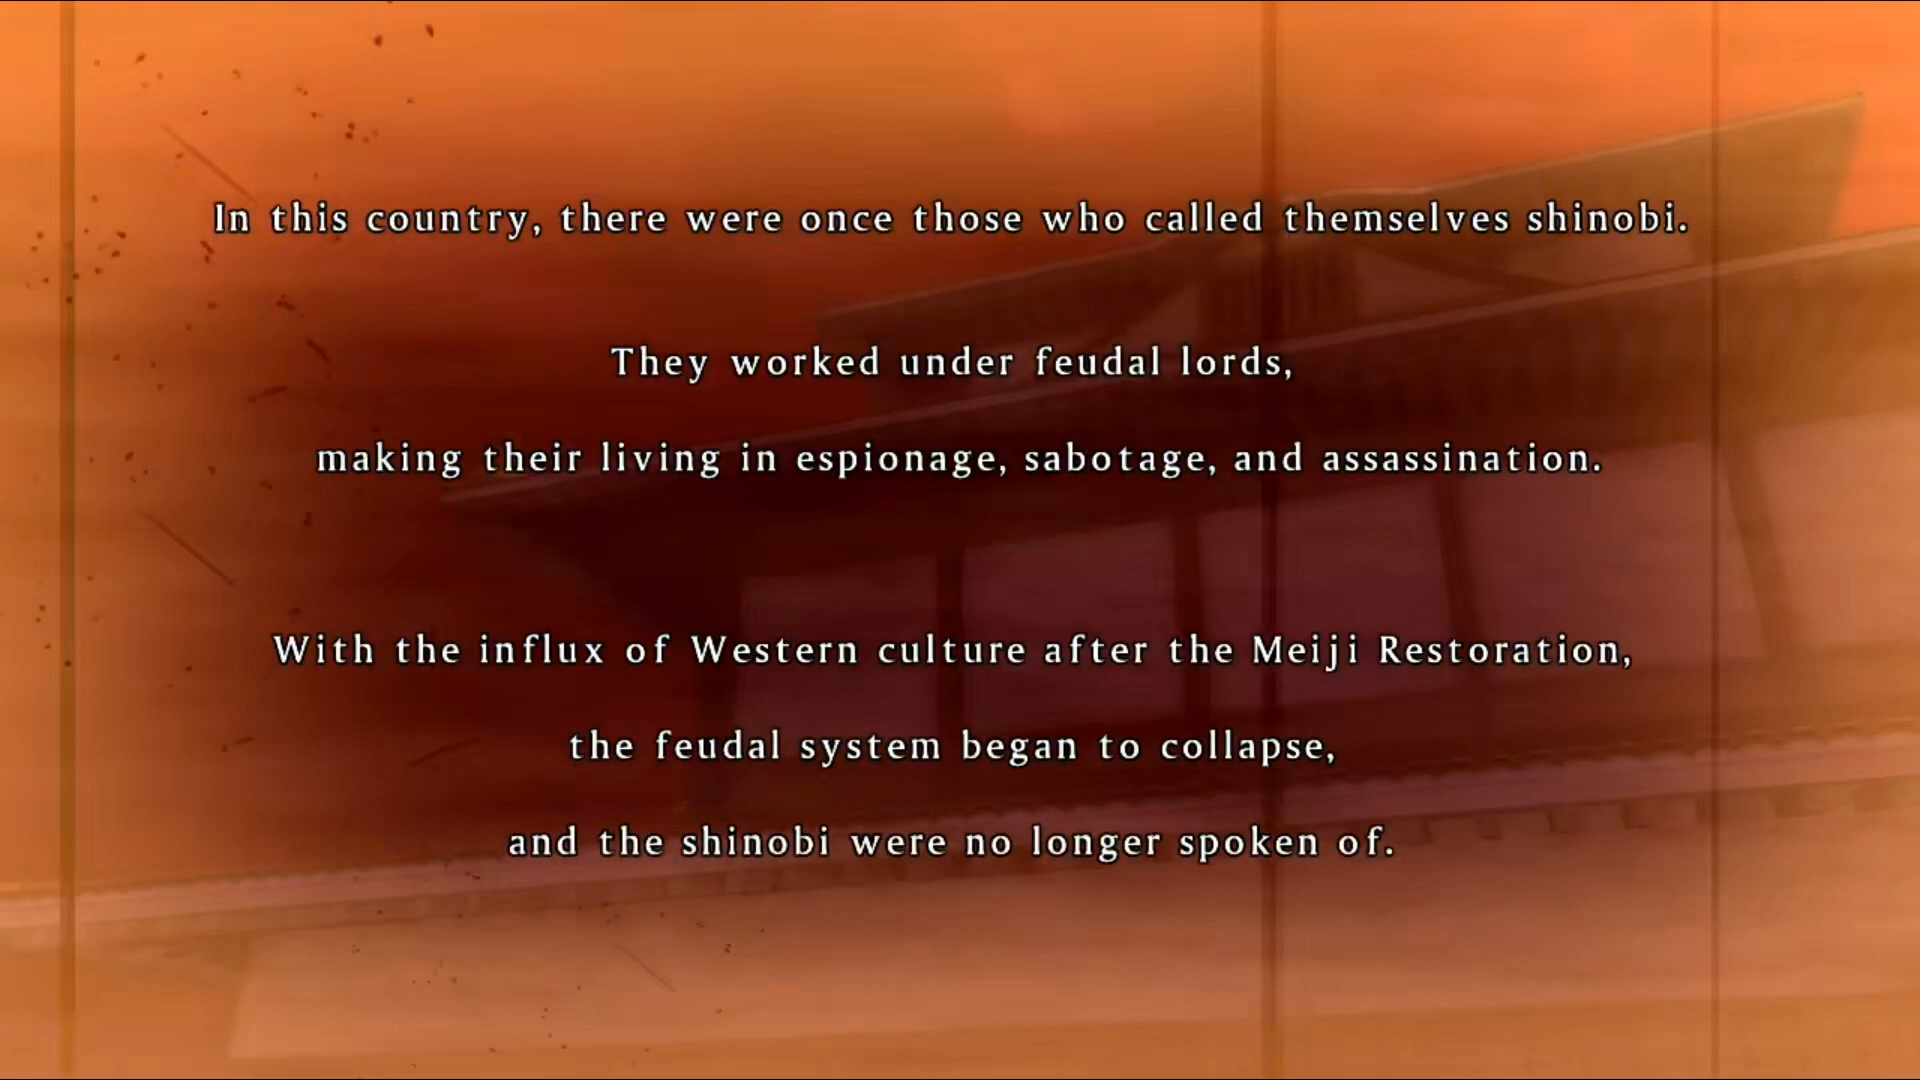 In this country, there were once those who called themselves shinobi.
They worked under feudal lords,
making their living in espionage, sabotage, and assassination.
With the influx of Western culture after the Meiji Restoration,
the feudal system began to collapse,
and the shinobi were no longer spoken of.